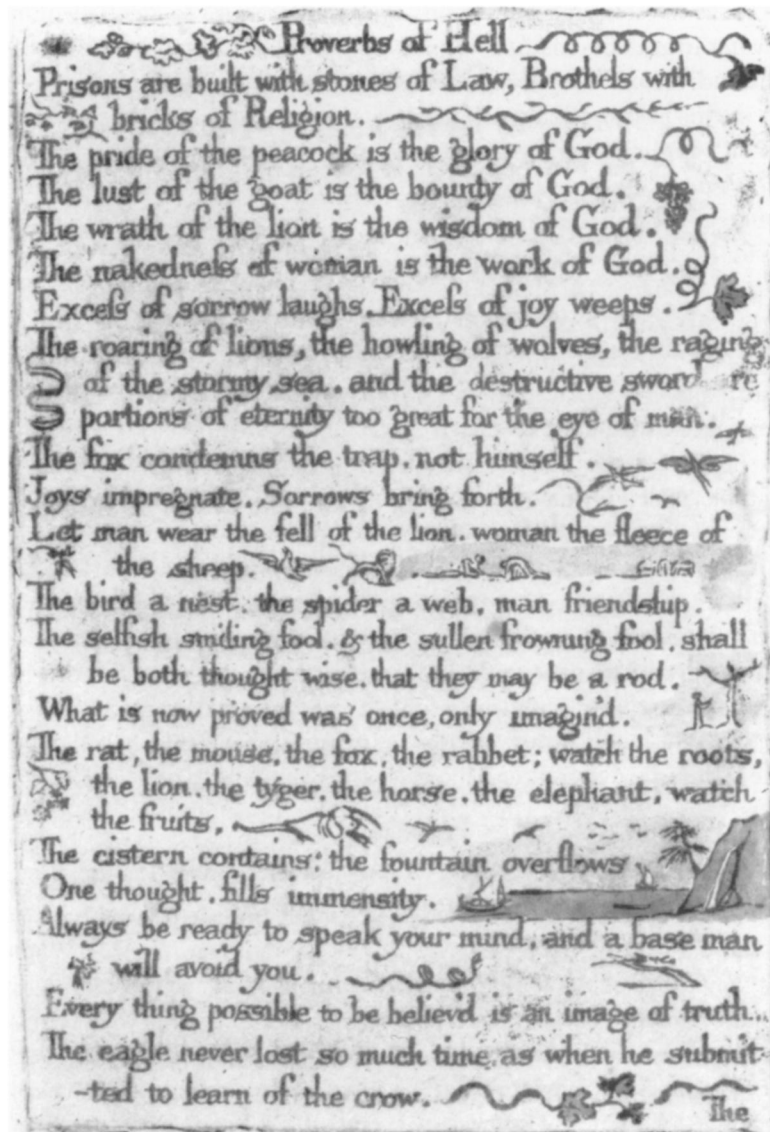 Proverbs of Hell
Prisons are built with stones of Law, Brothels with
bricks of Religion.
The pride of the peacock is the glory of God.
The lust of the goat is the bounty of God.
The wrath of the lion is the wisdom of God.
The nakedneſs of woman is the work of God.
Exceſs of sorrow laughs. Exceſs of joy weeps.
The roaring of lions, the howling of wolves, the raging
of the stormy sea. and the destructive sword re
portions of eternity too great for the eye of man.
The fox condemns the trap. not himself.
Joys impregnate. Sorrows bring forth.
Let man wear the fell of the lion. woman the fleece of
the sheep.
The bird a nest. the spider a web. man friendship.
The selfish smiling fool. & the sullen frowning fool. shall
be both thought wise. that they may be a rod.
What is now proved was once, only imagin'd.
The rat, the mouse. the fox. the rabbet; watch the roots,
the lion. the tyger. the horse. the elephant. watch
the fruits.
The cistern contains: the fountain overflows
One thought. fills immensity.
Always be ready to speak your mind, and a base man
will avoid you.
Every thing possible to be believ'd is an image of truth.
The eagle never lost so much time. as when he submit
-ted to learn of the crow.
The